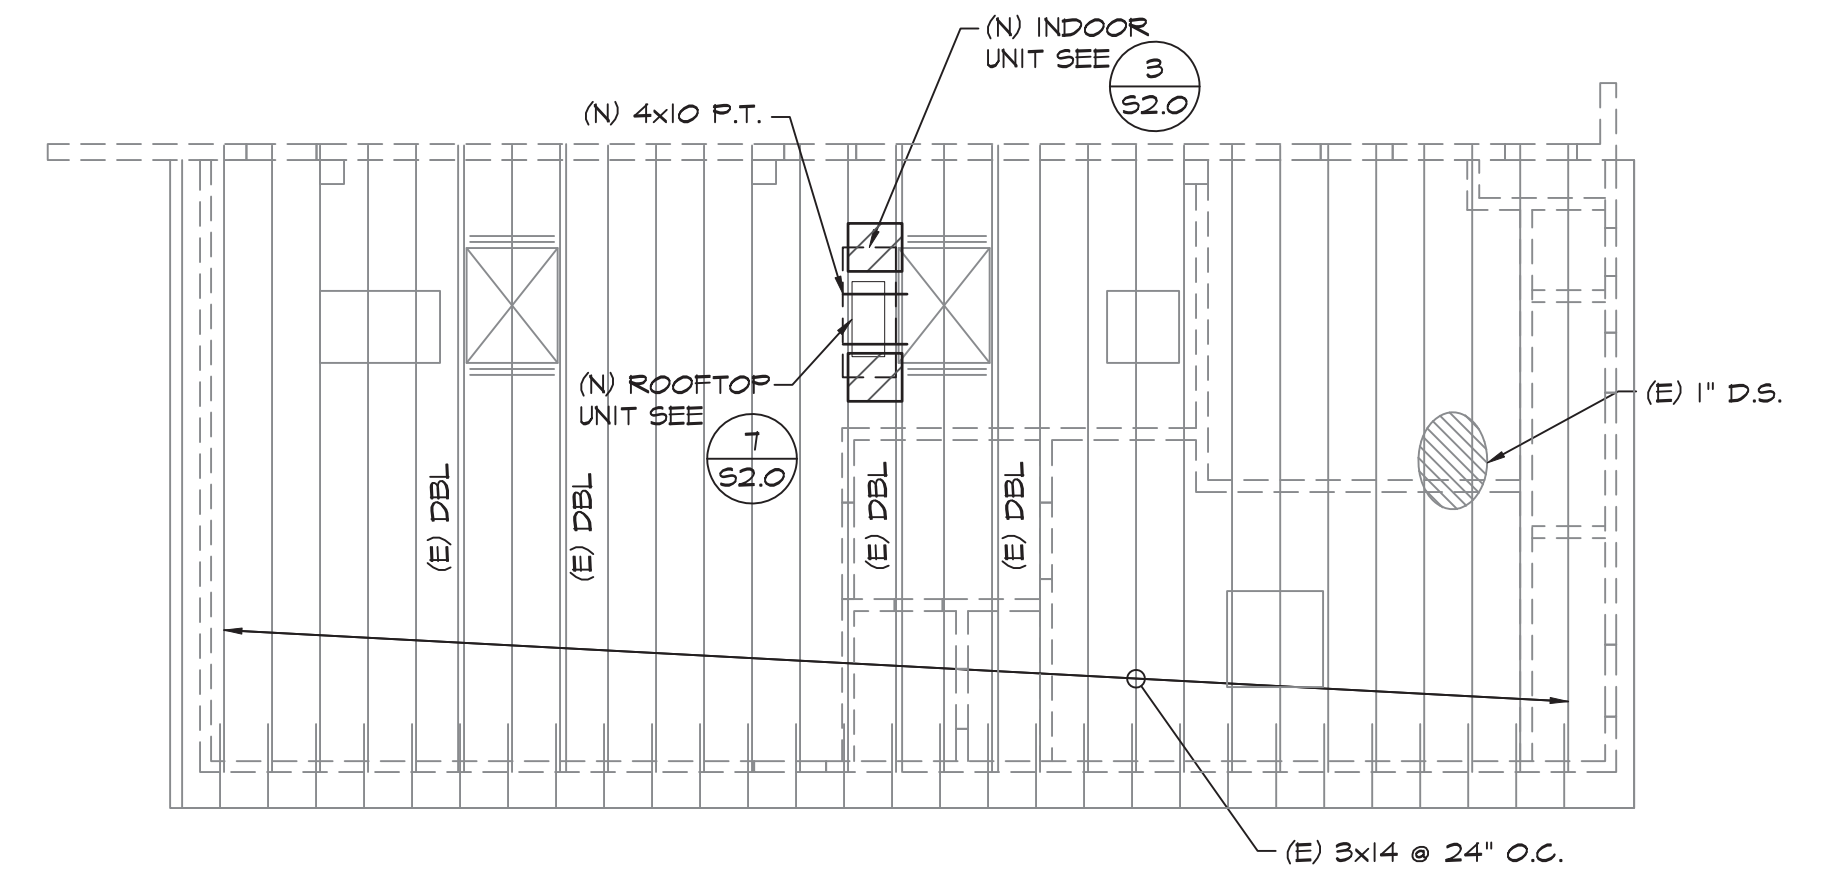 (N) INDOOR
UNIT SEE
3
S2.0
(N) 4x10 P.T.
(N) ROOFTOP
UNIT SEE
7
S2.0
(E) 1" D.S.
(E) DBL
(E) DBL
(E) DBL
(E) DBL
(E) 3x14 @ 24" O.C.